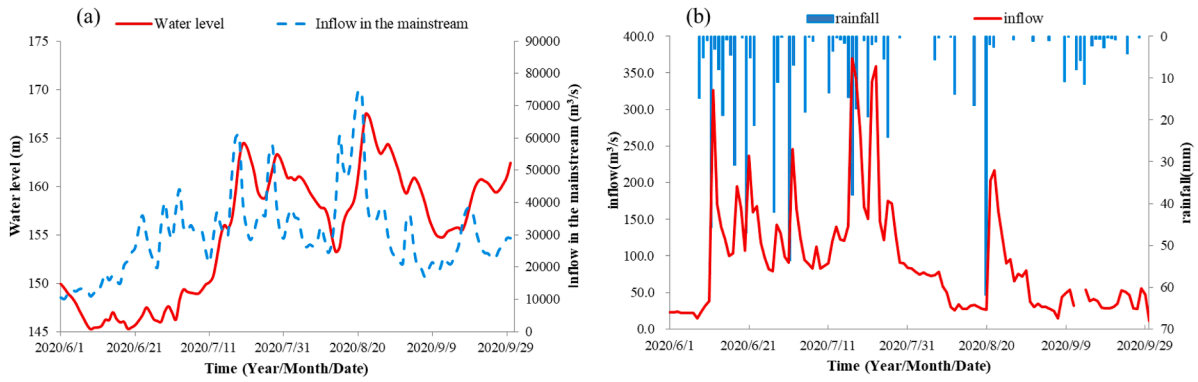 (a)
Water level
Inflow in the mainstream
175
170
165
160
155
150
145
Water level (m)
90000
80000
70000
60000
50000
40000
30000
20000
10000
0
Inflow in the mainstream (m³/s)
2020/6/1 2020/6/21 2020/7/11 2020/7/31 2020/8/20 2020/9/9 2020/9/29
Time (Year/Month/Date)
(b)
rainfall
inflow
400.0
350.0
300.0
250.0
200.0
150.0
100.0
50.0
0.0
inflow(m³/s)
0
10
20
30
40
50
60
70
rainfall(mm)
2020/6/1 2020/6/21 2020/7/11 2020/7/31 2020/8/20 2020/9/9 2020/9/29
Time (Year/Month/Date)